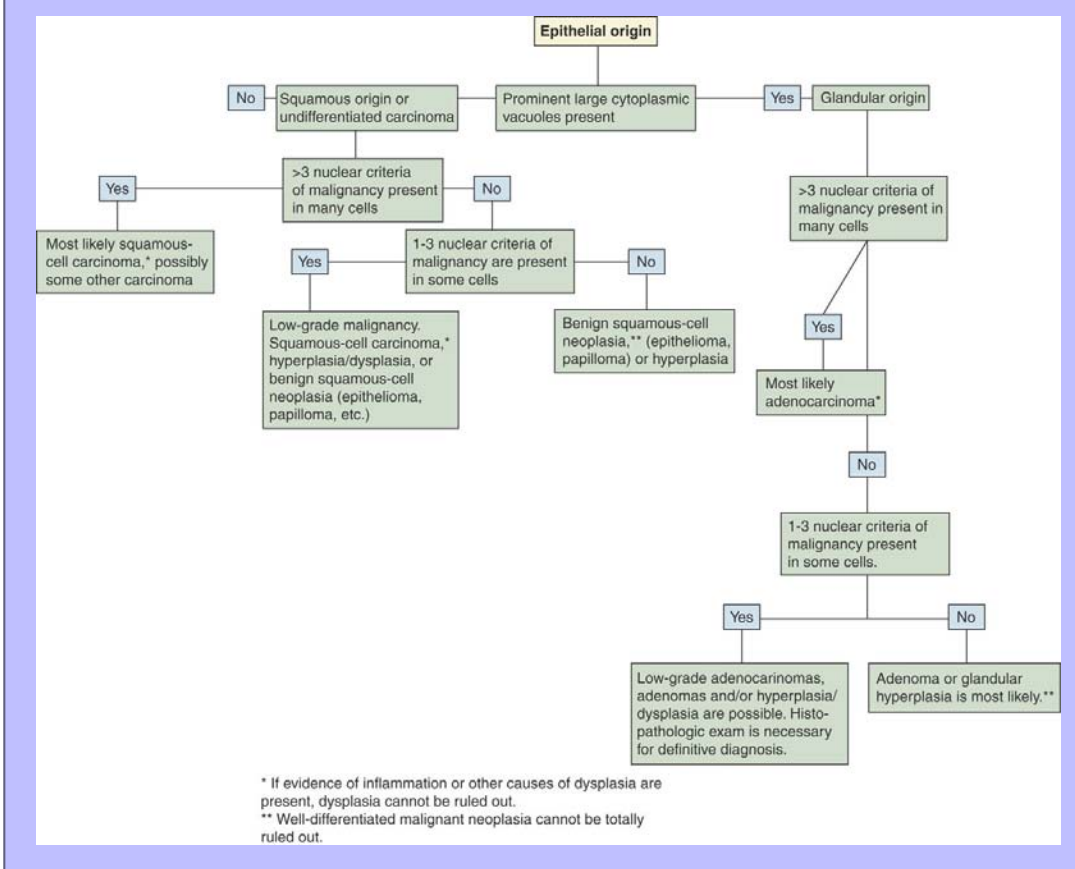 Epithelial origin
No
Squamous origin or
undifferentiated carcinoma
Prominent large cytoplasmic
vacuoles present
Yes
Glandular origin
>3 nuclear criteria
of malignancy present
in many cells
Yes
No
>3 nuclear criteria of
malignancy present in
many cells
Most likely squamous-
cell carcinoma,* possibly
some other carcinoma
1-3 nuclear criteria of
malignancy are present
in some cells
Yes
No
Low-grade malignancy.
Squamous-cell carcinoma,*
hyperplasia/dysplasia, or
benign squamous-cell
neoplasia (epithelioma,
papilloma, etc.)
Benign squamous-cell
neoplasia,** (epithelioma,
papilloma) or hyperplasia
Yes
Most likely
adenocarcinoma*
No
1-3 nuclear criteria of
malignancy present
in some cells.
Yes
No
Low-grade adenocarinomas,
adenomas and/or hyperplasia/
dysplasia are possible. Histo-
pathologic exam is necessary
for definitive diagnosis.
Adenoma or glandular
hyperplasia is most likely.**
* If evidence of inflammation or other causes of dysplasia are
present, dysplasia cannot be ruled out.
** Well-differentiated malignant neoplasia cannot be totally
ruled out.